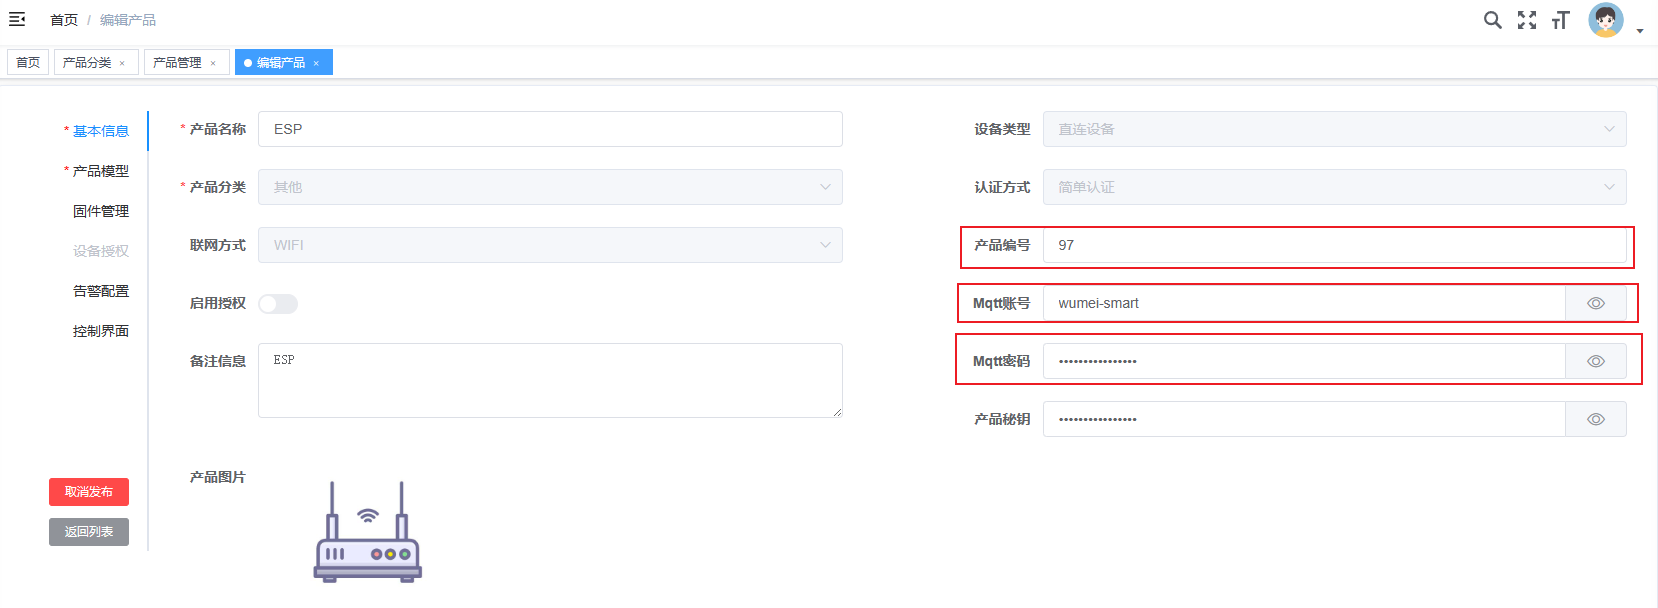 首页 / 编辑产品
首页 产品分类 × 产品管理 × 编辑产品 ×
* 基本信息
* 产品模型
固件管理
设备授权
告警配置
控制界面
取消发布
返回列表
* 产品名称 ESP
* 产品分类 其他
联网方式 WIFI
启用授权
备注信息 ESP
产品图片
设备类型 直连设备
认证方式 简单认证
产品编号 97
Mqtt账号 wumei-smart
Mqtt密码 ••••••••••••••••
产品秘钥 ••••••••••••••••